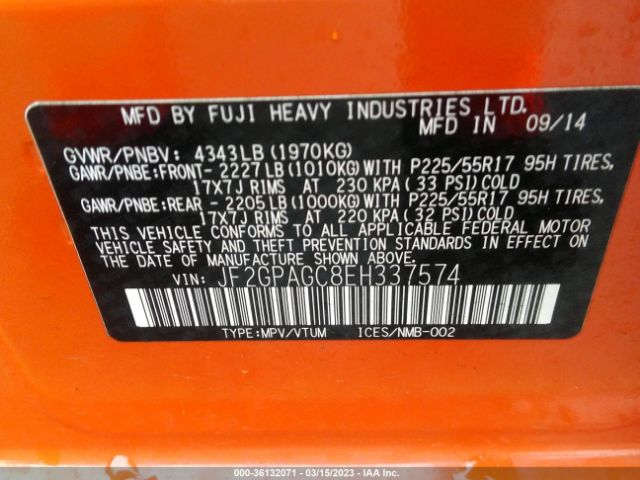 MFD BY FUJI HEAVY INDUSTRIES LTD.
MFD IN 09/14
GVWR/PNBV: 4343LB (1970KG)
GAWR/PNBE:FRONT- 2227 LB (1010KG) WITH P225/55R17 95H TIRES,
17X7J RIMS AT 230 KPA (33 PSI) COLD
GAWR/PNBE:REAR - 2205 LB (1000KG) WITH P225/55R17 95H TIRES,
17X7J RIMS AT 220 KPA (32 PSI) COLD
THIS VEHICLE CONFORMS TO ALL APPLICABLE FEDERAL MOTOR
VEHICLE SAFETY AND THEFT PREVENTION STANDARDS IN EFFECT ON
THE DATE OF MANUFACTURE SHOWN ABOVE.
VIN: JF2GPAGC8EH337574
TYPE:MPV/VTUM ICES/NMB-002
STOCK #: 36132071 | 03/15/2023 | IAA Inc.